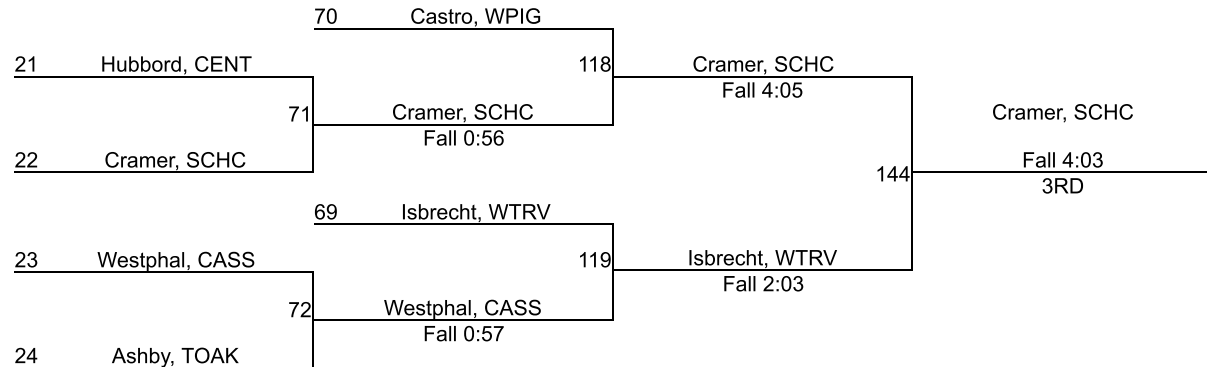 70 Castro, WPIG
21 Hubbord, CENT
118 Cramer, SCHC
Fall 4:05
71 Cramer, SCHC
Fall 0:56
Cramer, SCHC
22 Cramer, SCHC
Fall 4:03
144
3RD
69 Isbrecht, WTRV
23 Westphal, CASS
119 Isbrecht, WTRV
Fall 2:03
72 Westphal, CASS
Fall 0:57
24 Ashby, TOAK